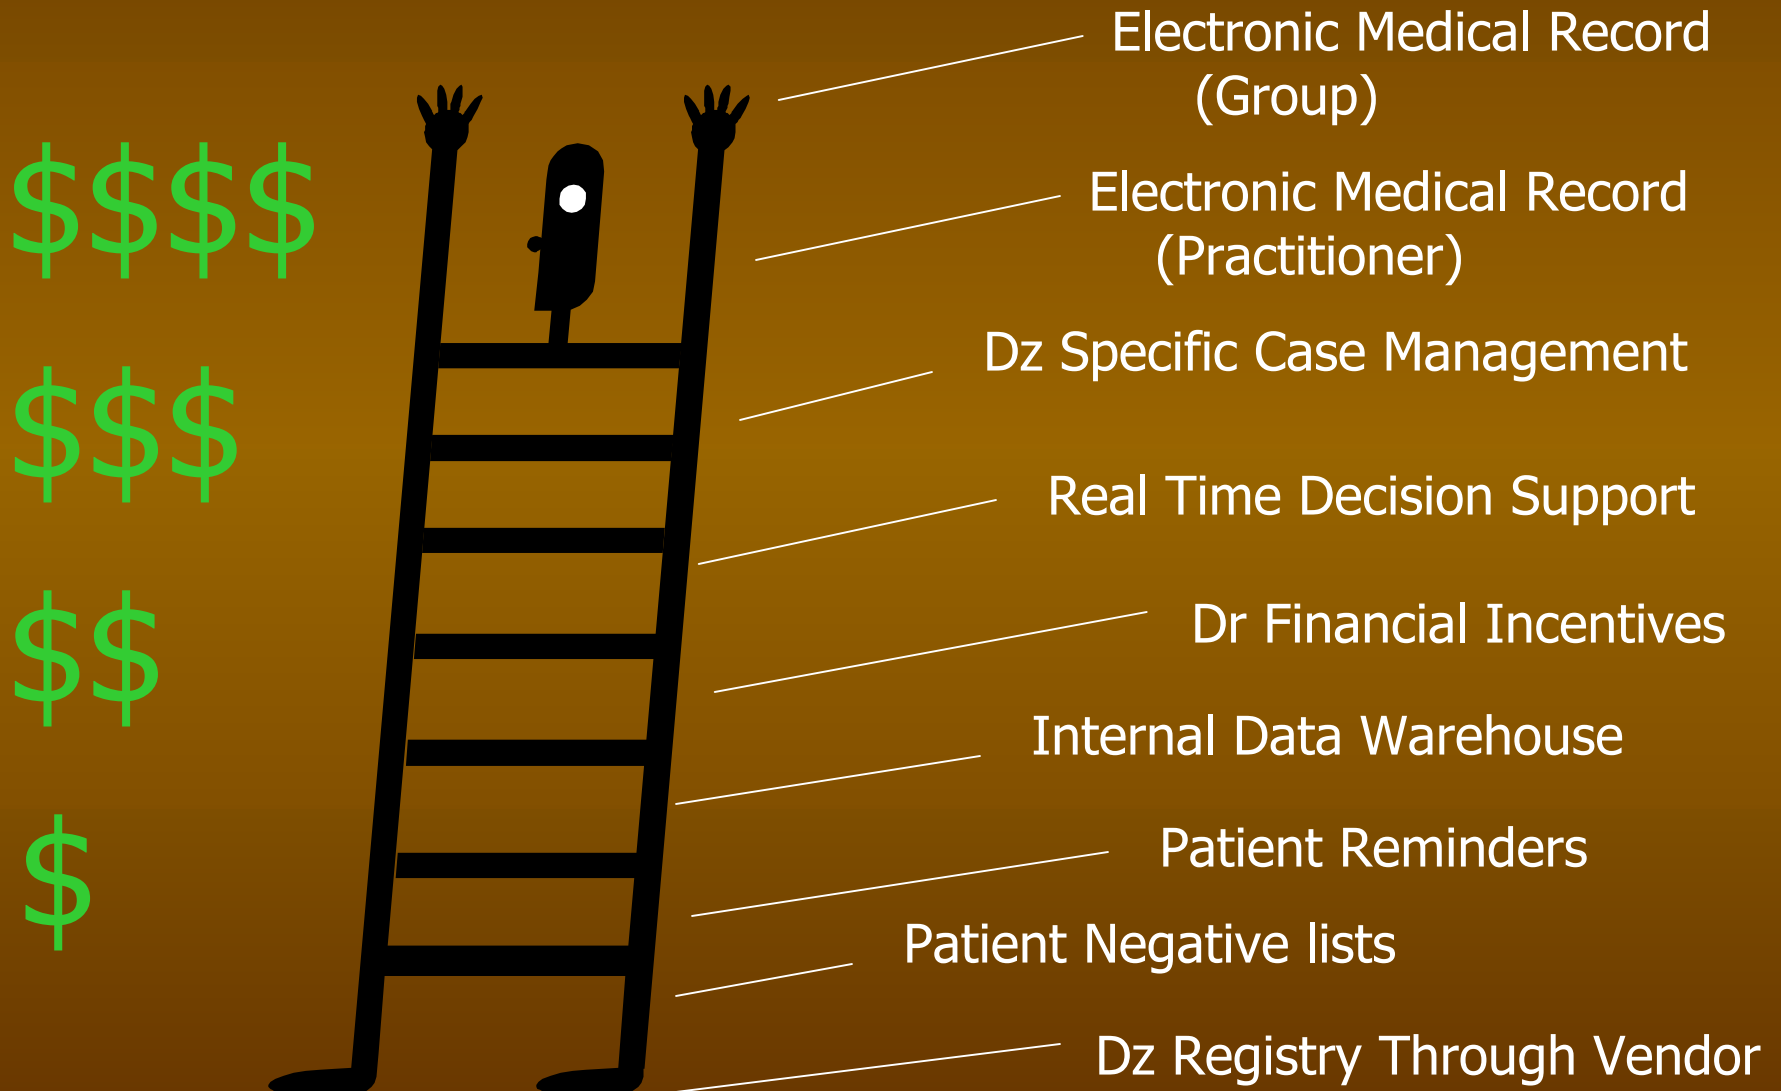 Electronic Medical Record
(Group)
$$$$
Electronic Medical Record
(Practitioner)
Dz Specific Case Management
$$$
Real Time Decision Support
Dr Financial Incentives
$$
Internal Data Warehouse
Patient Reminders
$
Patient Negative lists
Dz Registry Through Vendor